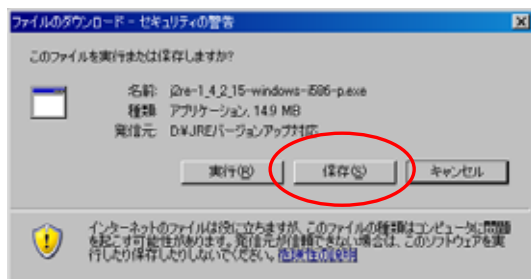 ファイルのダウンロード - セキュリティの警告
このファイルを実行または保存しますか?
名前: j2re-1_4_2_15-windows-i586-p.exe
種類: アプリケーション, 14.9 MB
発信元: D:¥JREバージョンアップ対応
実行(R) 保存(S) キャンセル
インターネットのファイルは役に立ちますが、このファイルの種類はコンピュータに問題
を起こす可能性があります。発信元が信頼できない場合は、このソフトウェアを実
行したり保存したりしないでください。危険性の説明